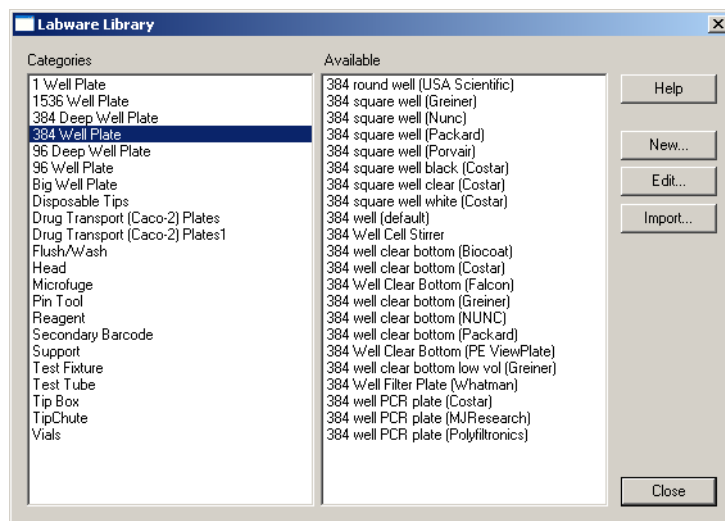 Labware Library
Categories
1 Well Plate
1536 Well Plate
384 Deep Well Plate
384 Well Plate
96 Deep Well Plate
96 Well Plate
Big Well Plate
Disposable Tips
Drug Transport (Caco-2) Plates
Drug Transport (Caco-2) Plates1
Flush/Wash
Head
Microfuge
Pin Tool
Reagent
Secondary Barcode
Support
Test Fixture
Test Tube
Tip Box
TipChute
Vials
Available
384 round well (USA Scientific)
384 square well (Greiner)
384 square well (Nunc)
384 square well (Packard)
384 square well (Porvair)
384 square well black (Costar)
384 square well clear (Costar)
384 square well white (Costar)
384 well (default)
384 Well Cell Stirrer
384 well clear bottom (Biocoat)
384 well clear bottom (Costar)
384 Well Clear Bottom (Falcon)
384 well clear bottom (Greiner)
384 well clear bottom (NUNC)
384 well clear bottom (Packard)
384 Well Clear Bottom (PE ViewPlate)
384 well clear bottom low vol (Greiner)
384 Well Filter Plate (Whatman)
384 well PCR plate (Costar)
384 well PCR plate (MJResearch)
384 well PCR plate (Polyfiltronics)
Help
New...
Edit...
Import...
Close